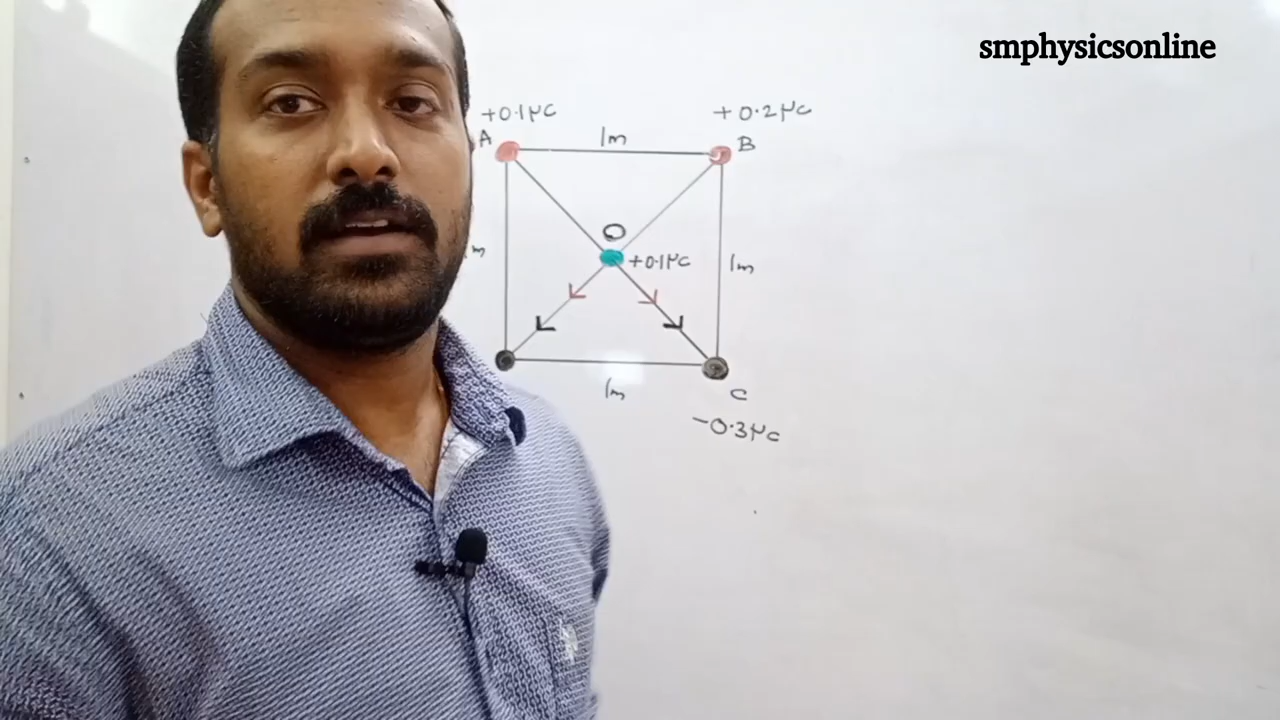 smphysicsonline
+0.1μC
+0.2μC
A
1m
B
O
+0.1μC
m
1m
1m
C
-0.3μC